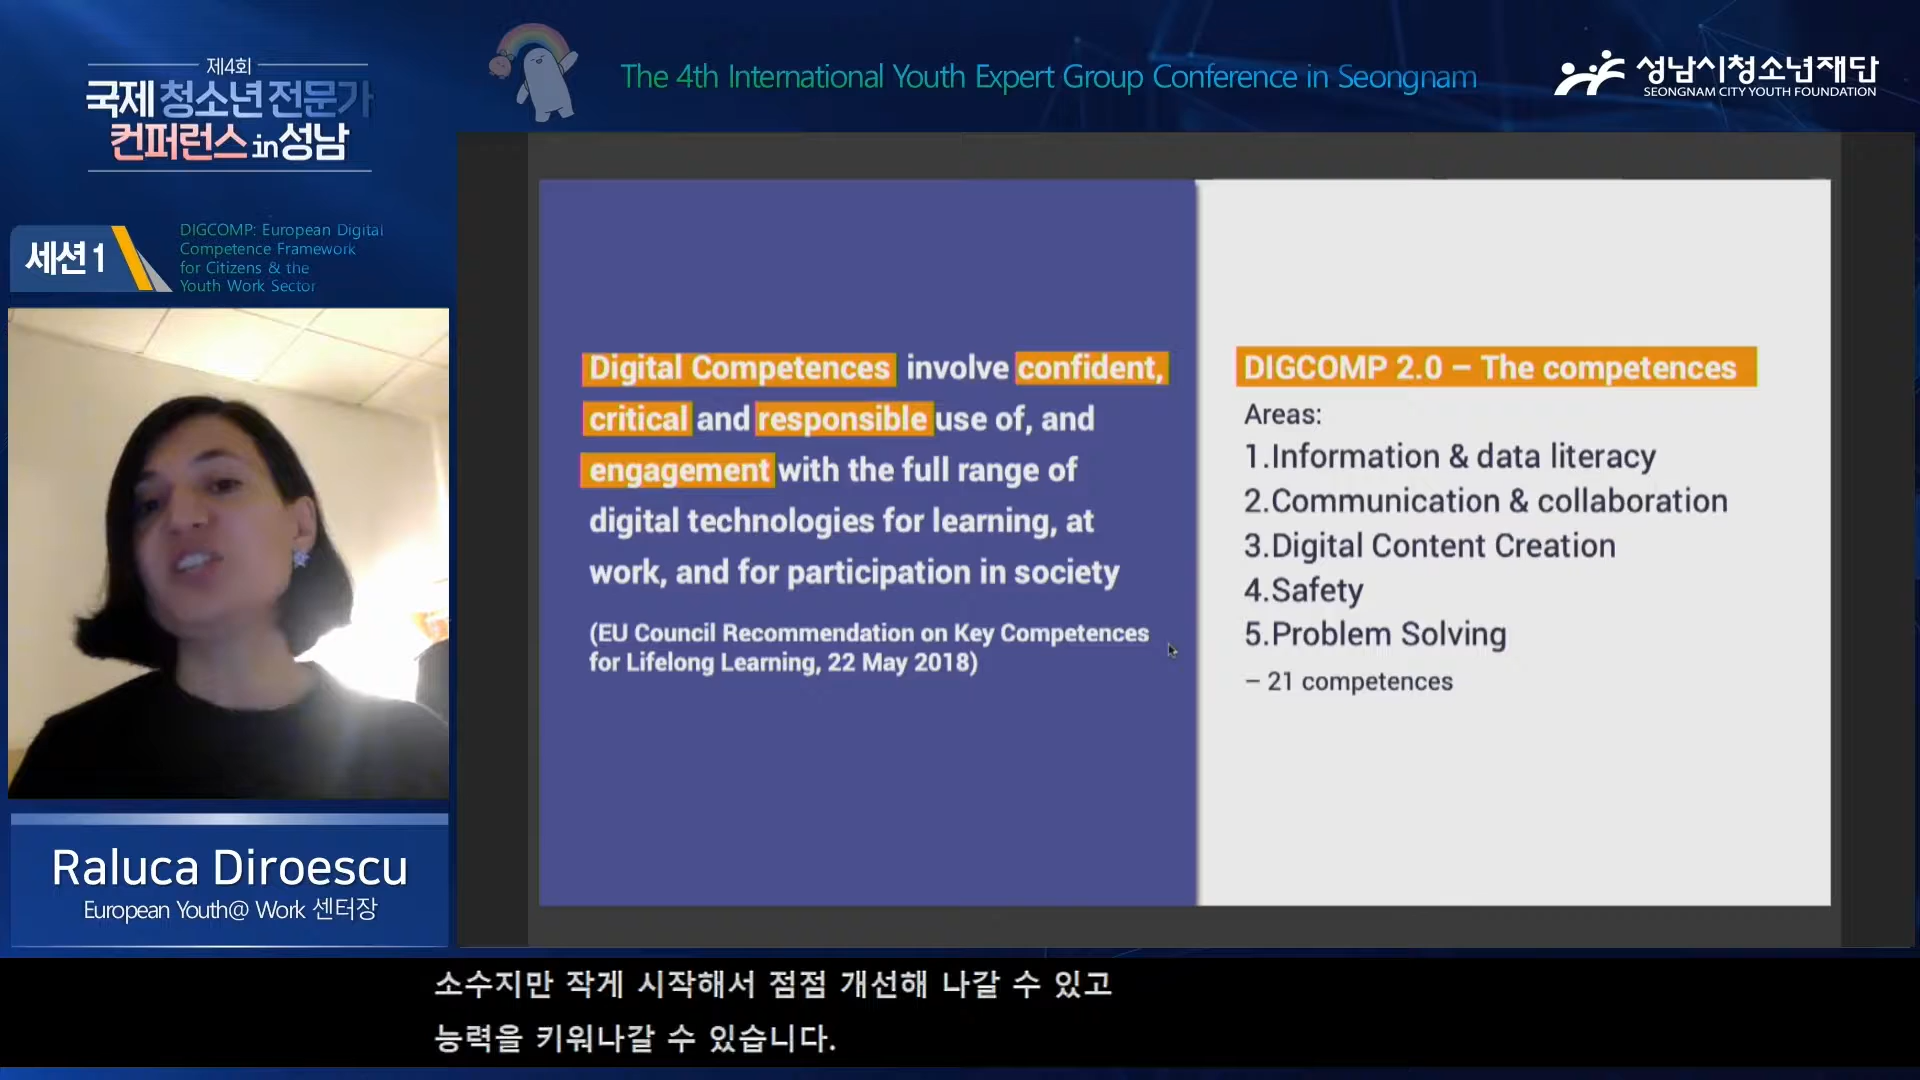 제4회
국제 청소년 전문가
컨퍼런스 in 성남
The 4th International Youth Expert Group Conference in Seongnam
성남시청소년재단
SEONGNAM CITY YOUTH FOUNDATION
세션 1
DIGCOMP: European Digital
Competence Framework
for Citizens & the
Youth Work Sector
Digital Competences involve confident,
critical and responsible use of, and
engagement with the full range of
digital technologies for learning, at
work, and for participation in society
(EU Council Recommendation on Key Competences
for Lifelong Learning, 22 May 2018)
DIGCOMP 2.0 – The competences
Areas:
1.Information & data literacy
2.Communication & collaboration
3.Digital Content Creation
4.Safety
5.Problem Solving
– 21 competences
Raluca Diroescu
European Youth@ Work 센터장
소수지만 작게 시작해서 점점 개선해 나갈 수 있고
능력을 키워나갈 수 있습니다.